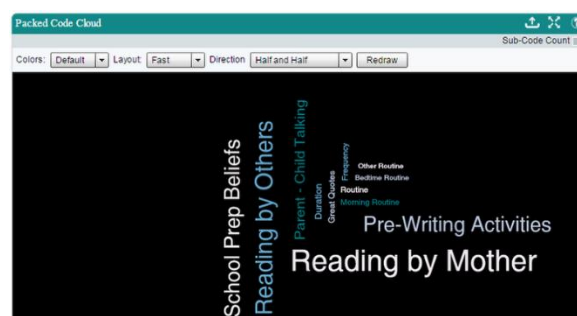 Packed Code Cloud
Sub-Code Count
Colors: Default Layout: Fast Direction Half and Half Redraw
School Prep Beliefs
Reading by Others
Parent - Child Talking
Duration
Great Quotes
Frequency
Other Routine
Bedtime Routine
Routine
Morning Routine
Pre-Writing Activities
Reading by Mother